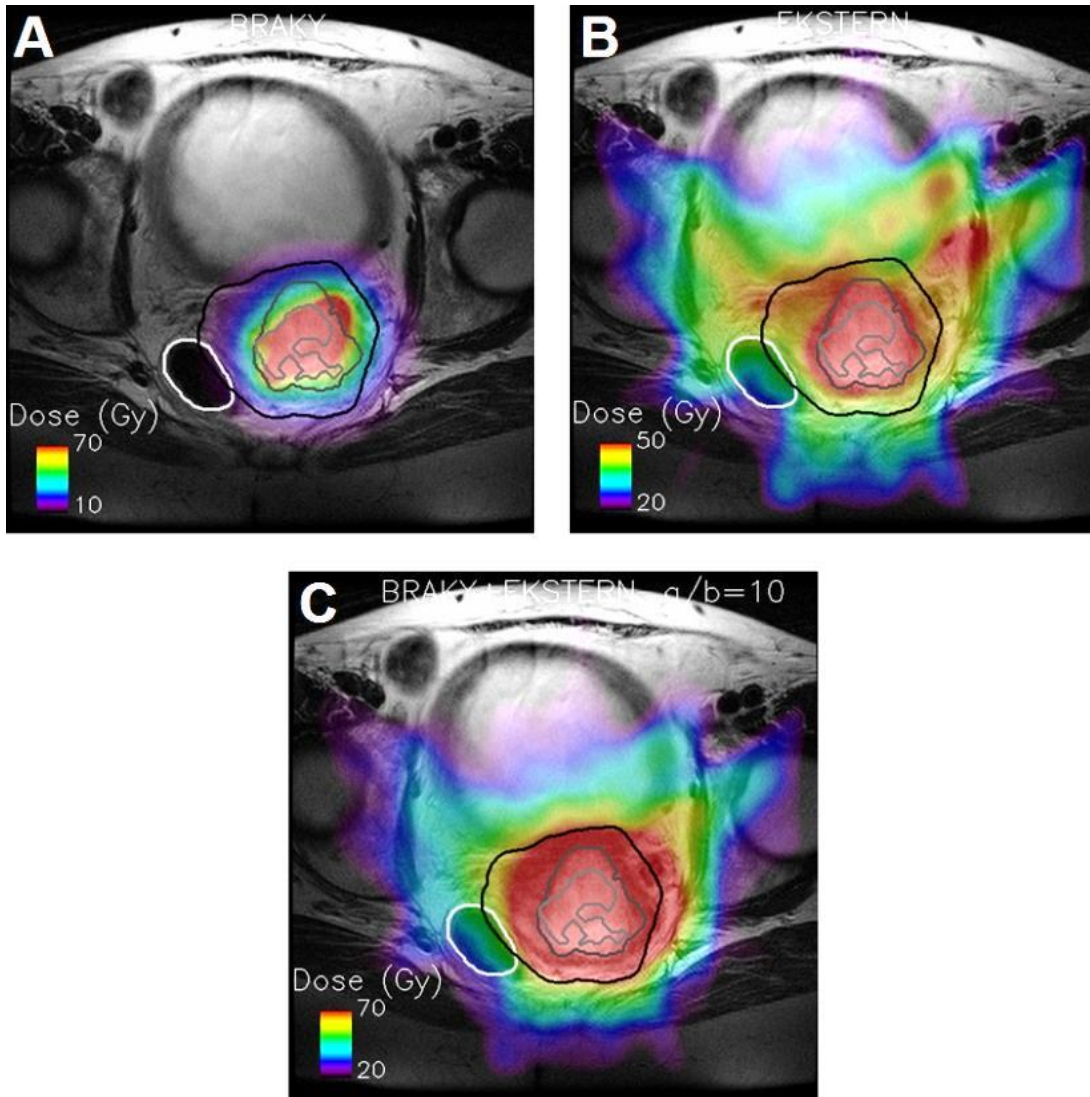 A
BRAKY
Dose (Gy)
70
10
B
EKSTERN
Dose (Gy)
50
20
C
BRAKY+EKSTERN a/b=10
Dose (Gy)
70
20